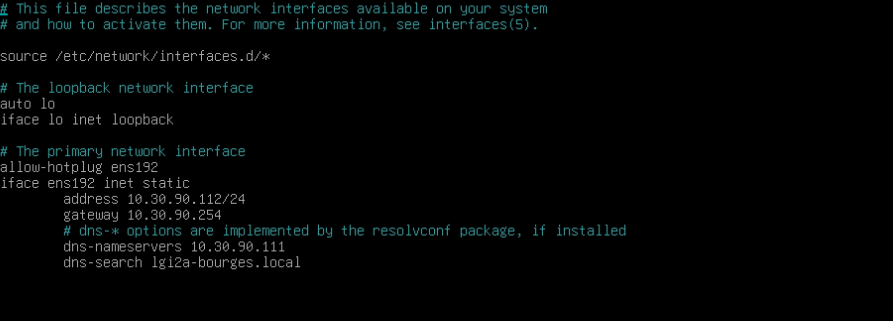 # This file describes the network interfaces available on your system
# and how to activate them. For more information, see interfaces(5).
source /etc/network/interfaces.d/*
# The loopback network interface
auto lo
iface lo inet loopback
# The primary network interface
allow-hotplug ens192
iface ens192 inet static
address 10.30.90.112/24
gateway 10.30.90.254
# dns-* options are implemented by the resolvconf package, if installed
dns-nameservers 10.30.90.111
dns-search lgi2a-bourges.local